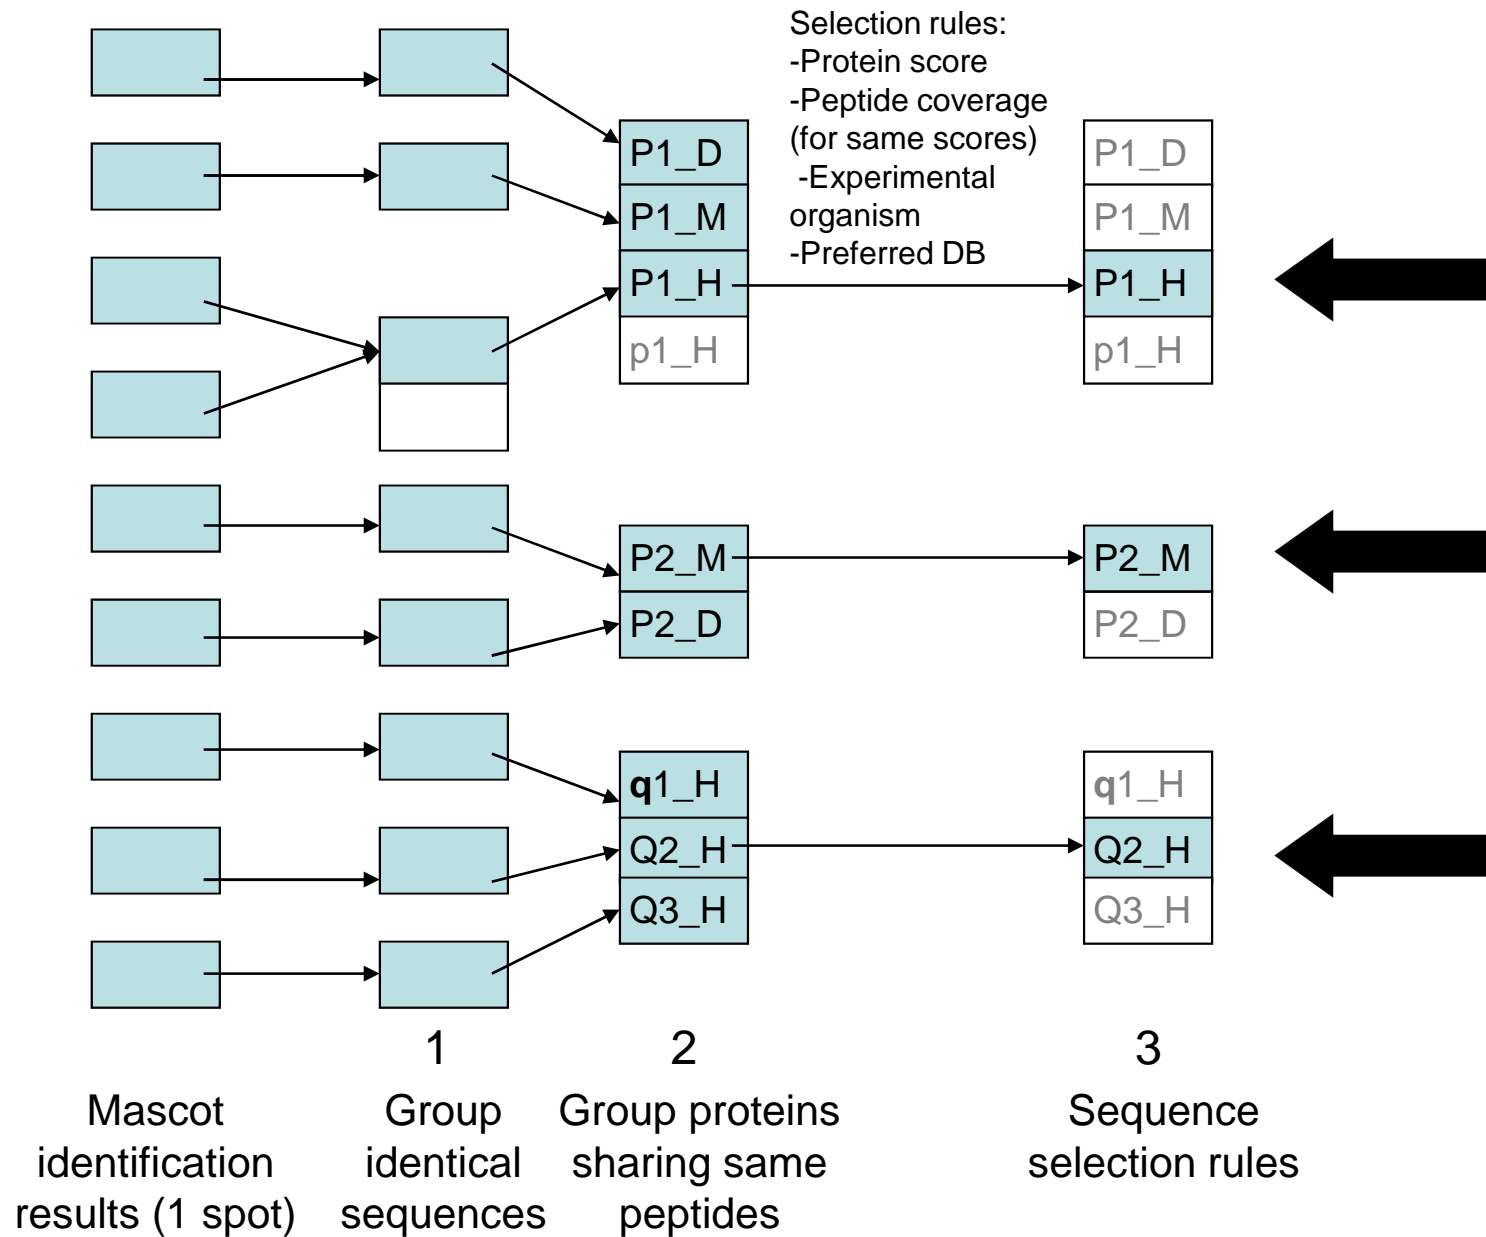 Selection rules:
-Protein score
-Peptide coverage
(for same scores)
-Experimental
organism
-Preferred DB
P1_D
P1_M
P1_H
p1_H
P1_D
P1_M
P1_H
p1_H
P2_M
P2_D
P2_M
P2_D
q1_H
Q2_H
Q3_H
q1_H
Q2_H
Q3_H
1
2
3
Mascot
identification
results (1 spot)
Group
identical
sequences
Group proteins
sharing same
peptides
Sequence
selection rules